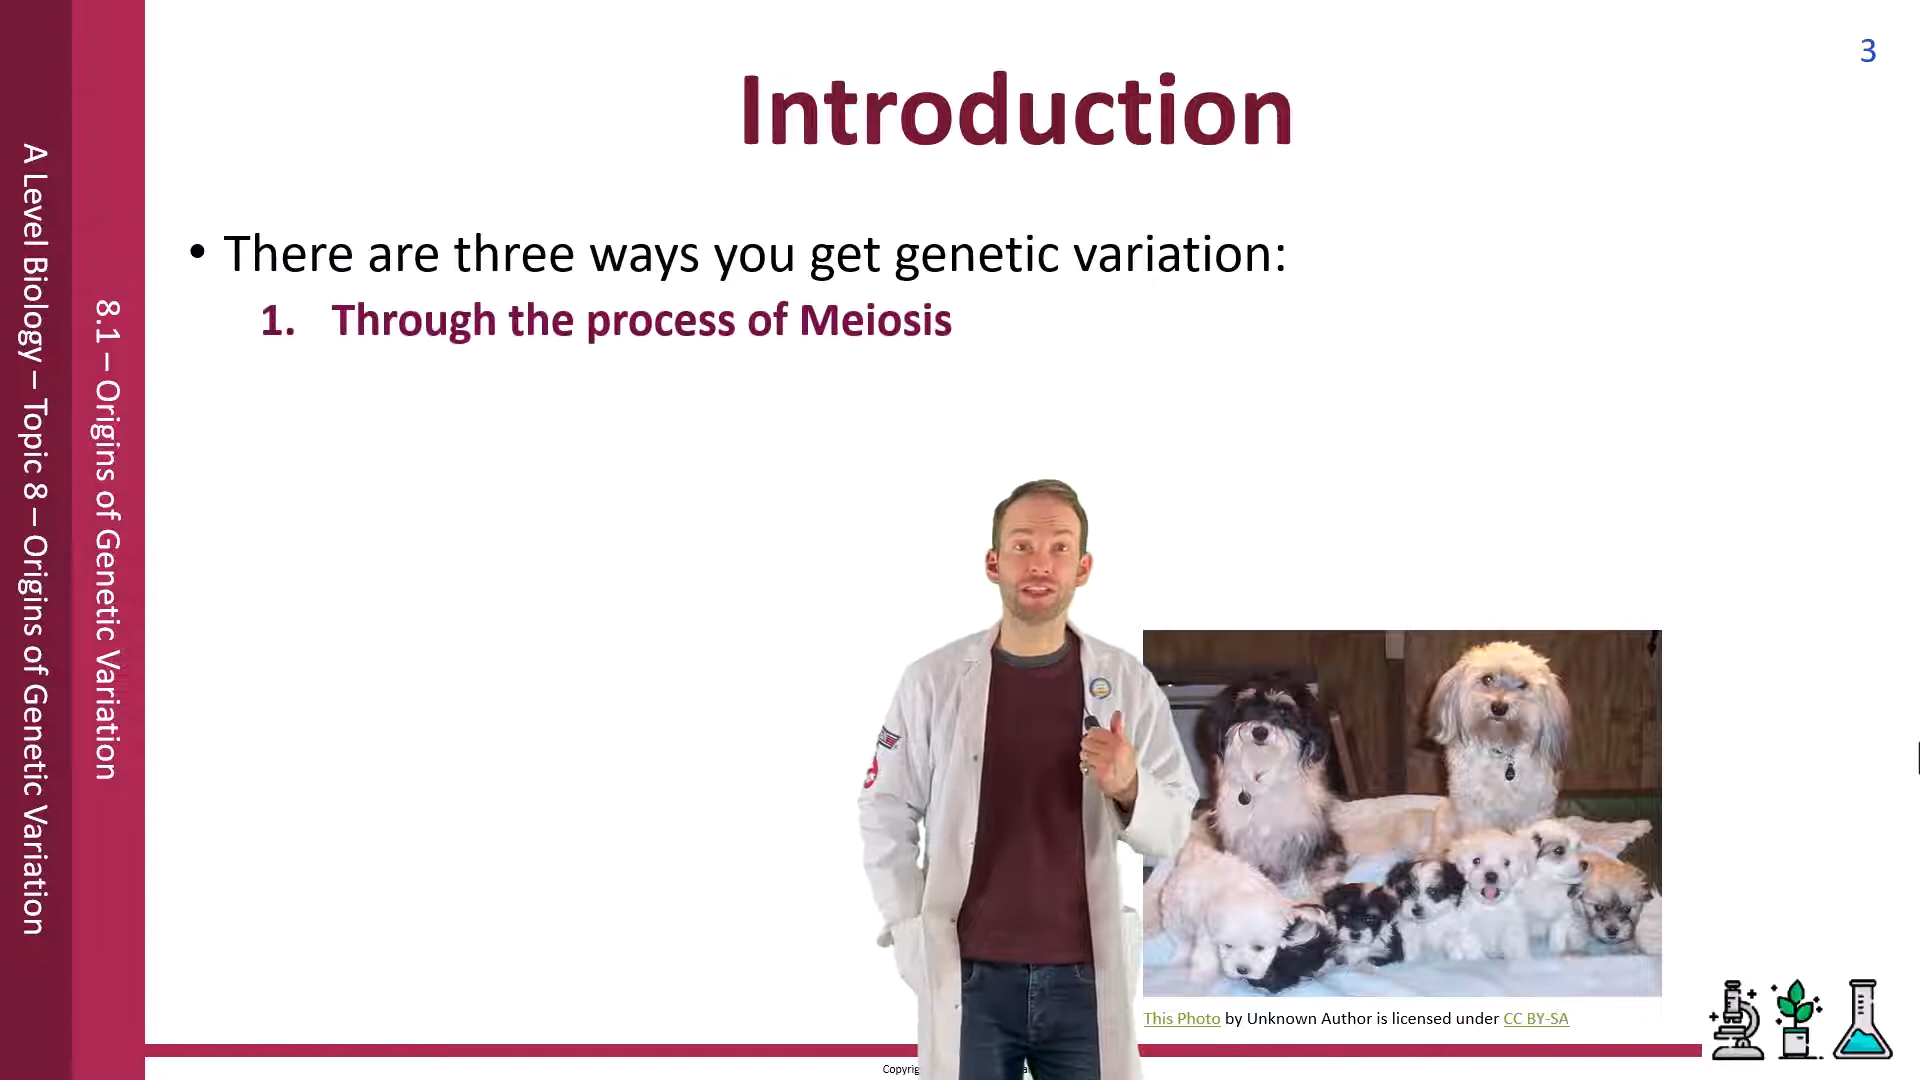 3
Introduction
• There are three ways you get genetic variation:
1. Through the process of Meiosis
A Level Biology – Topic 8 – Origins of Genetic Variation
8.1 – Origins of Genetic Variation
This Photo by Unknown Author is licensed under CC BY-SA